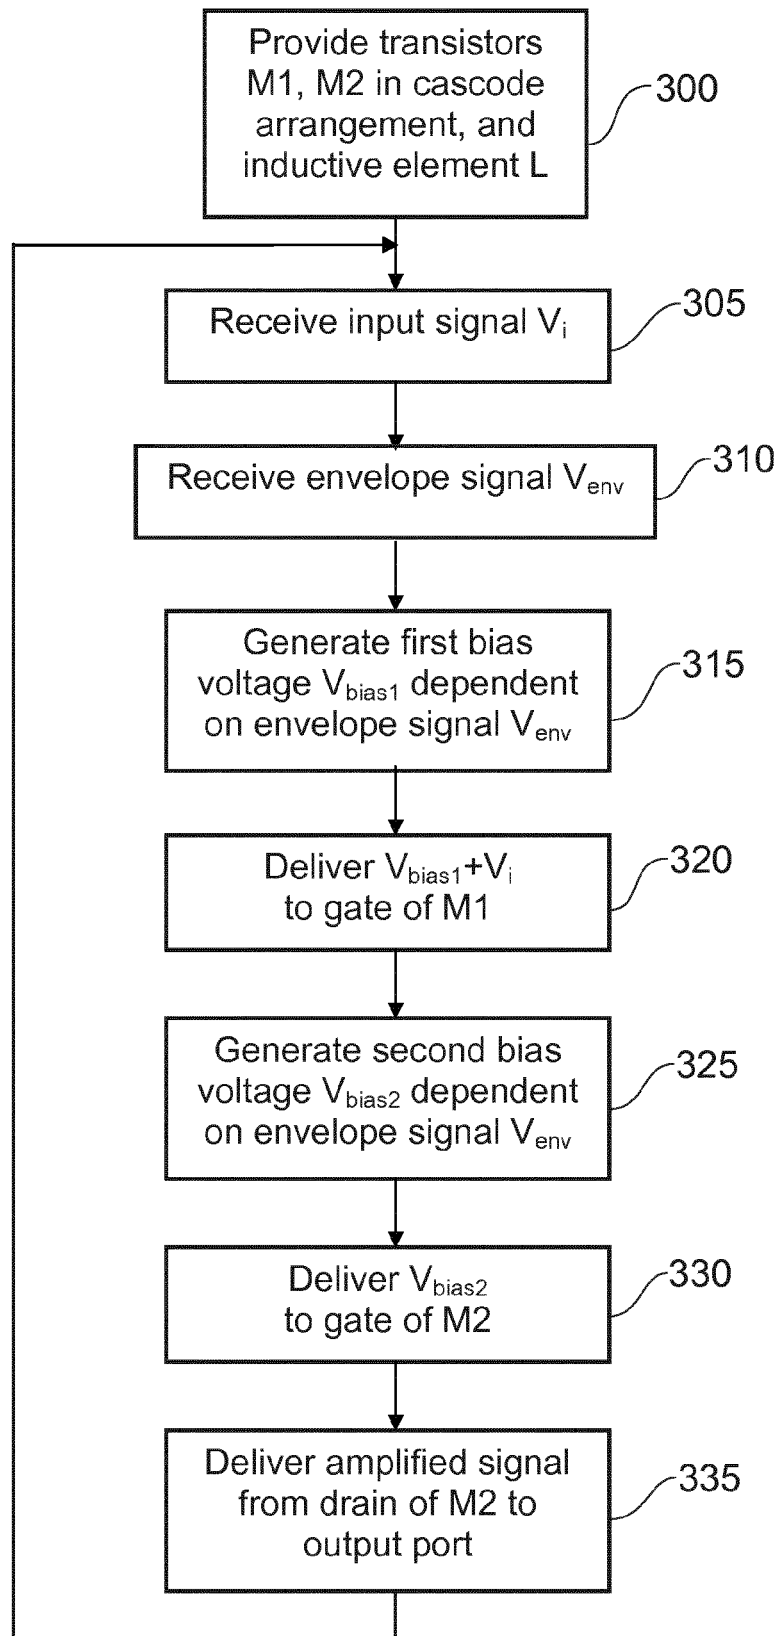 Provide transistors
M1, M2 in cascode
arrangement, and
inductive element L
300
Receive input signal Vi
305
Receive envelope signal Venv
310
Generate first bias
voltage Vbias1 dependent
on envelope signal Venv
315
Deliver Vbias1+Vi
to gate of M1
320
Generate second bias
voltage Vbias2 dependent
on envelope signal Venv
325
Deliver Vbias2
to gate of M2
330
Deliver amplified signal
from drain of M2 to
output port
335